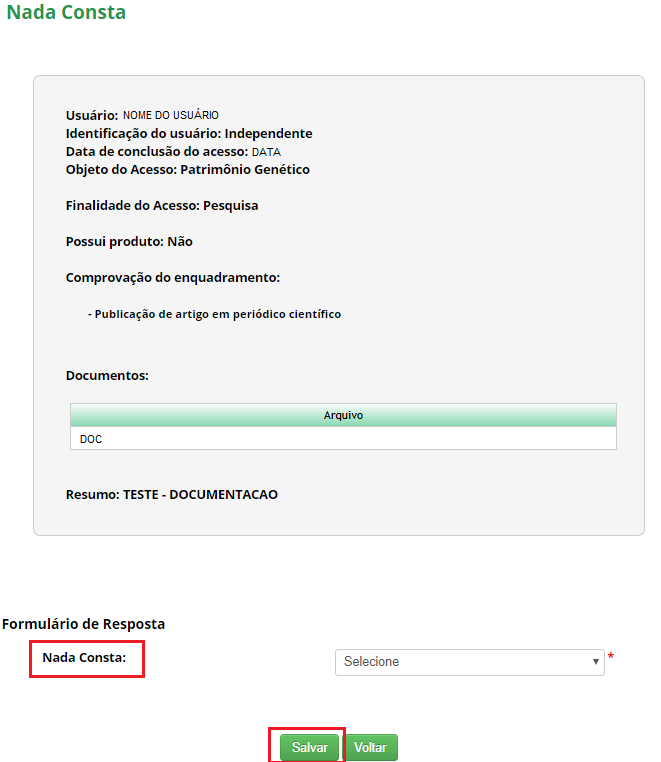 Nada Consta
Usuário: NOME DO USUÁRIO
Identificação do usuário: Independente
Data de conclusão do acesso: DATA
Objeto do Acesso: Patrimônio Genético
Finalidade do Acesso: Pesquisa
Possui produto: Não
Comprovação do enquadramento:
- Publicação de artigo em periódico científico
Documentos:
Arquivo
DOC
Resumo: TESTE - DOCUMENTACAO
Formulário de Resposta
Nada Consta: Selecione *
Salvar Voltar